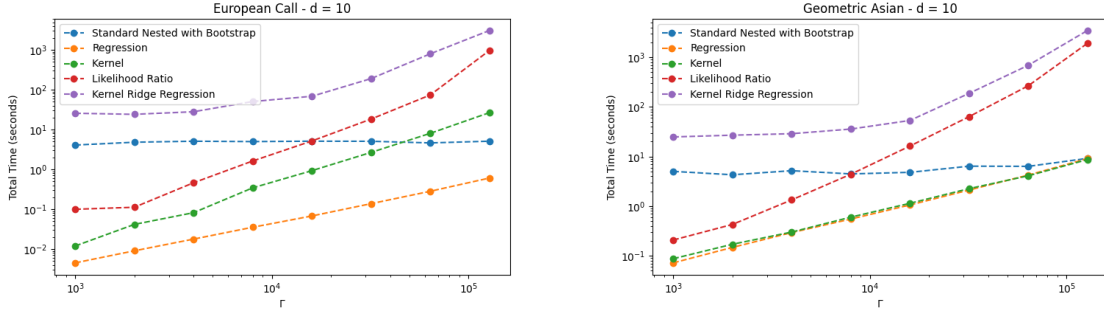 European Call - d = 10
Standard Nested with Bootstrap
Regression
Kernel
Likelihood Ratio
Kernel Ridge Regression
Total Time (seconds)
10³
10²
10¹
10⁰
10⁻¹
10⁻²
10³
10⁴
10⁵
Γ
Geometric Asian - d = 10
Standard Nested with Bootstrap
Regression
Kernel
Likelihood Ratio
Kernel Ridge Regression
Total Time (seconds)
10³
10²
10¹
10⁰
10⁻¹
10³
10⁴
10⁵
Γ